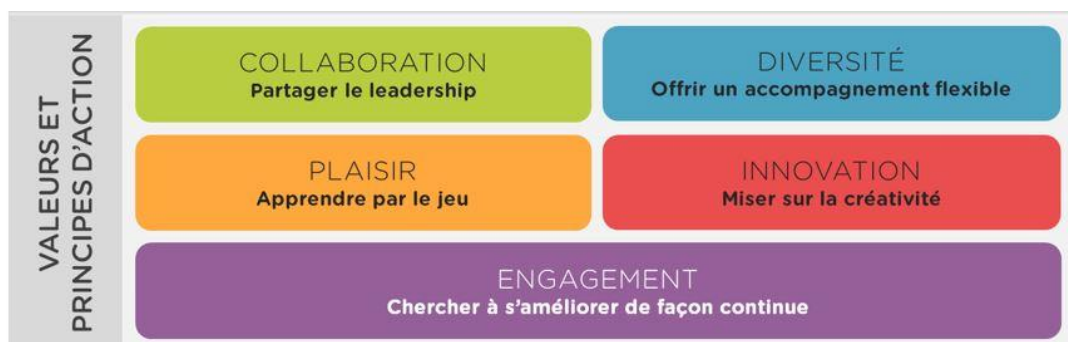 VALEURS ET
PRINCIPES D'ACTION
COLLABORATION
Partager le leadership
DIVERSITÉ
Offrir un accompagnement flexible
PLAISIR
Apprendre par le jeu
INNOVATION
Miser sur la créativité
ENGAGEMENT
Chercher à s'améliorer de façon continue